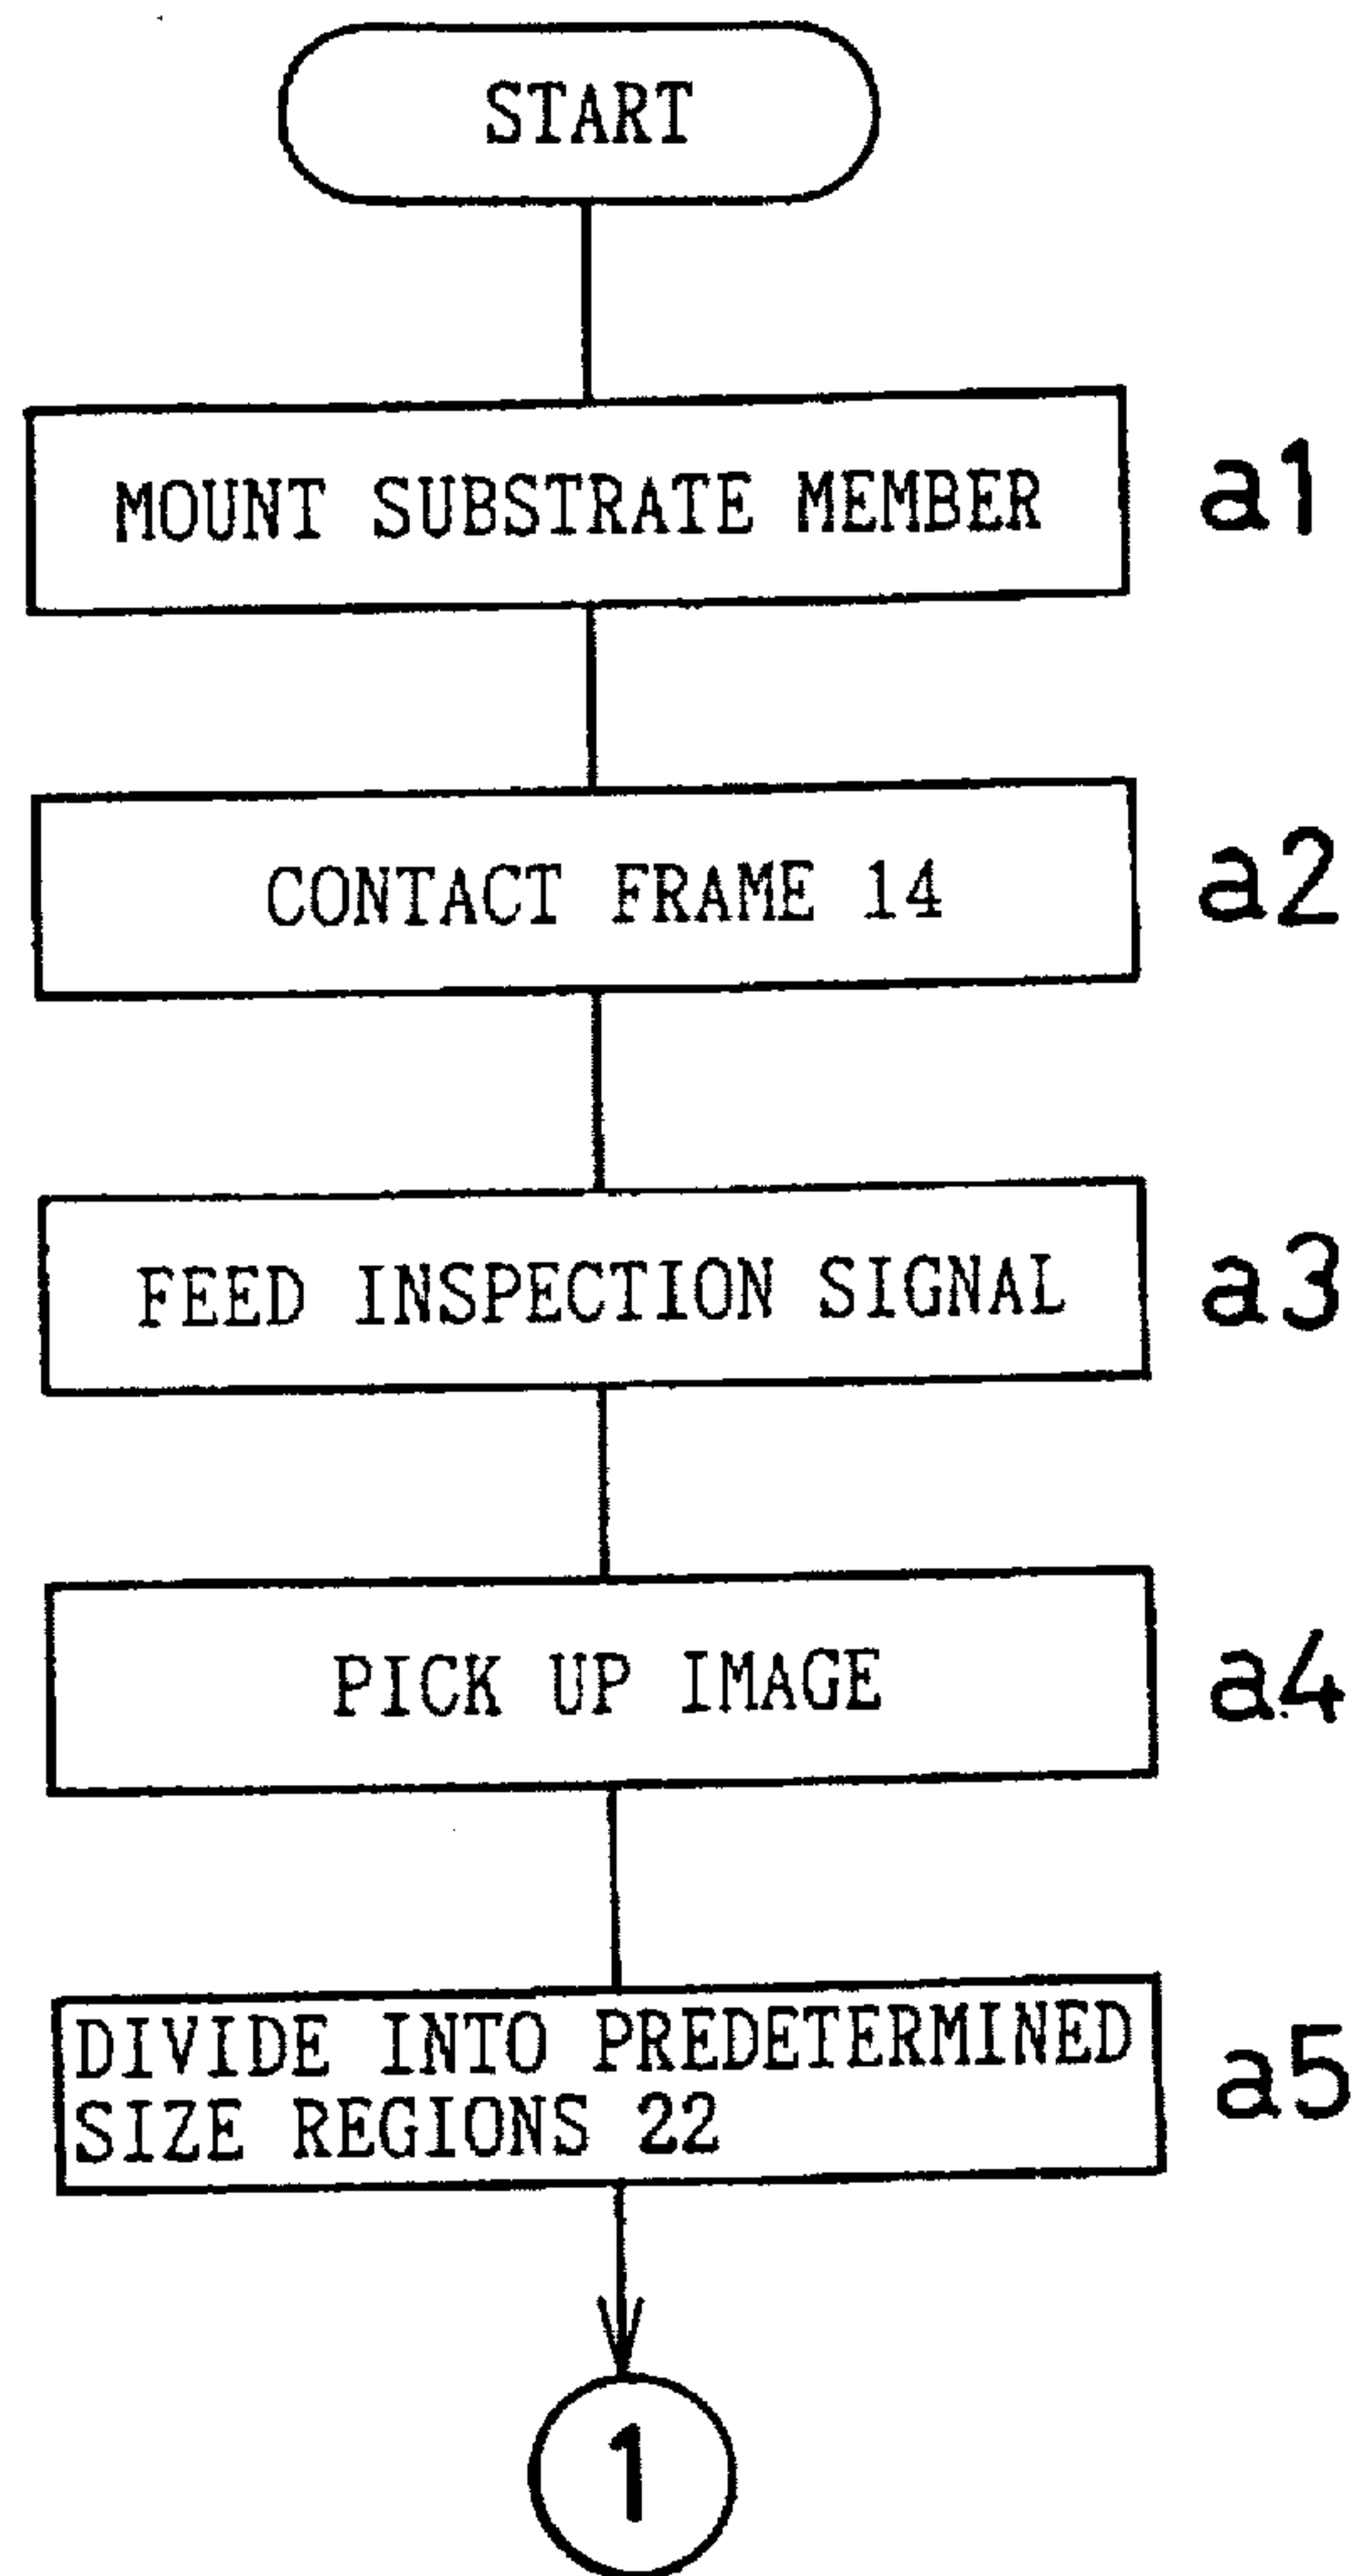 START
MOUNT SUBSTRATE MEMBER a1
CONTACT FRAME 14 a2
FEED INSPECTION SIGNAL a3
PICK UP IMAGE a4
DIVIDE INTO PREDETERMINED
SIZE REGIONS 22 a5
1